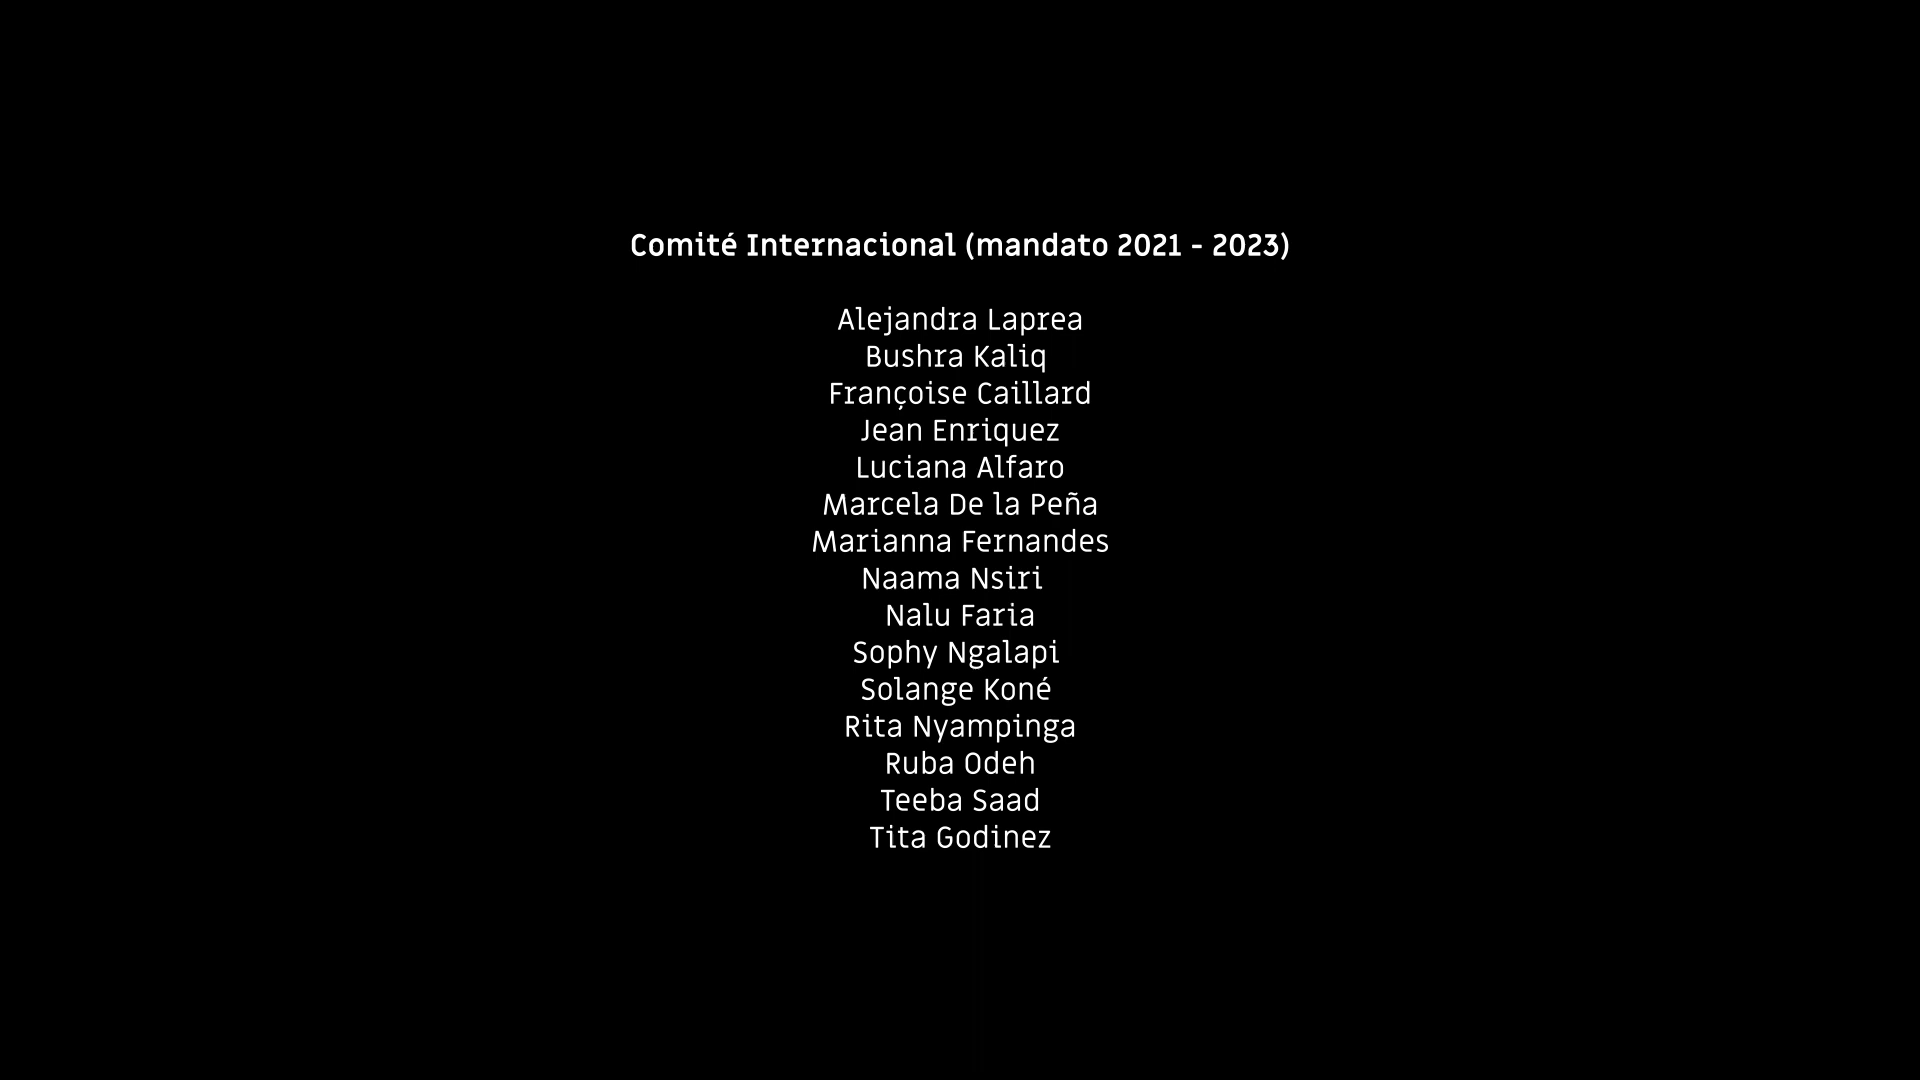 Comité Internacional (mandato 2021 - 2023)
Alejandra Laprea
Bushra Kaliq
Françoise Caillard
Jean Enriquez
Luciana Alfaro
Marcela De la Peña
Marianna Fernandes
Naama Nsiri
Nalu Faria
Sophy Ngalapi
Solange Koné
Rita Nyampinga
Ruba Odeh
Teeba Saad
Tita Godinez